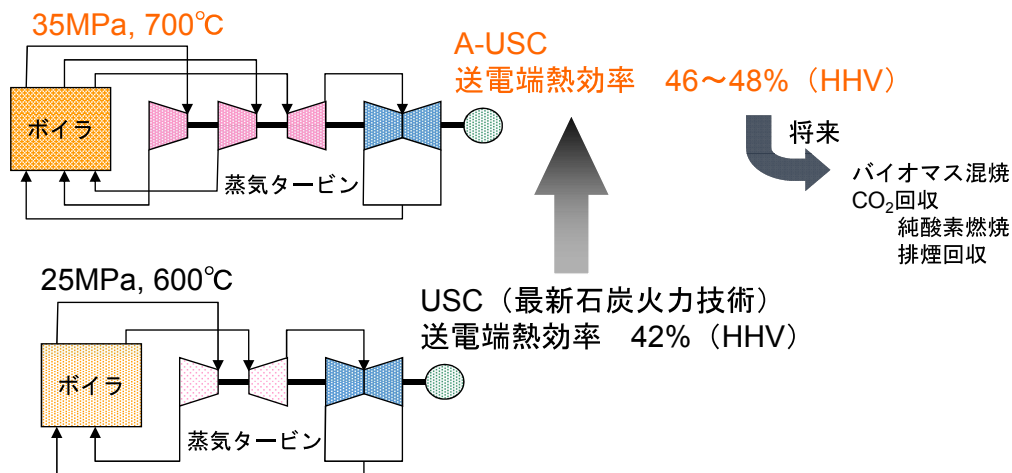 35MPa, 700℃
ボイラ
蒸気タービン
A-USC
送電端熱効率　46～48%（HHV）
将来
バイオマス混焼
CO₂回収
純酸素燃焼
排煙回収
25MPa, 600℃
ボイラ
蒸気タービン
USC（最新石炭火力技術）
送電端熱効率　42%（HHV）